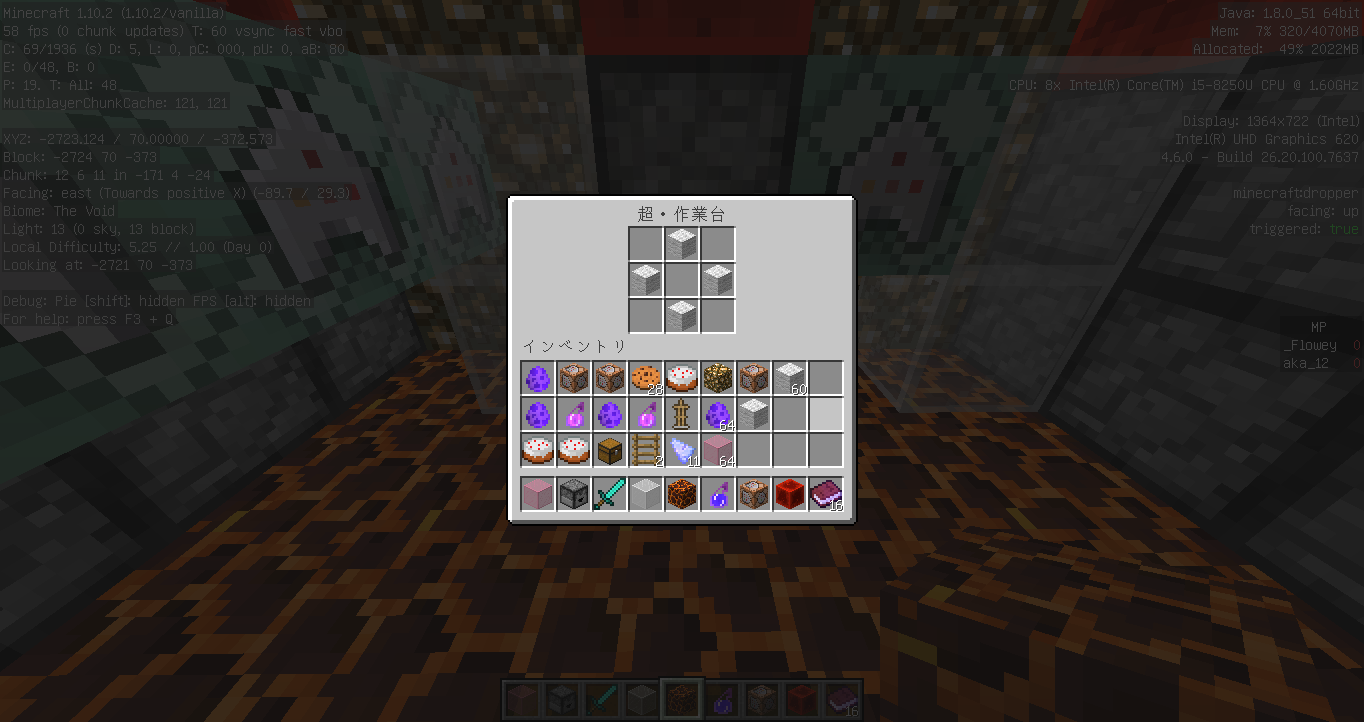 Minecraft 1.10.2 (1.10.2/vanilla)
58 fps (0 chunk updates) T: 60 vsync fast vbo
C: 69/1936 (s) D: 5, L: 0, pC: 000, pU: 0, aB: 80
E: 0/48, B: 0
P: 19. T: All: 48
MultiplayerChunkCache: 121, 121
XYZ: -2723.124 / 70.00000 / -372.573
Block: -2724 70 -373
Chunk: 12 6 11 in -171 4 -24
Facing: east (Towards positive X) (-89.7 / 29.3)
Biome: The Void
Light: 13 (0 sky, 13 block)
Local Difficulty: 5.25 // 1.00 (Day 0)
Looking at: -2721 70 -373
Debug: Pie [shift]: hidden FPS [alt]: hidden
For help: press F3 + Q
Java: 1.8.0_51 64bit
Mem: 7% 320/4070MB
Allocated: 49% 2022MB
CPU: 8x Intel(R) Core(TM) i5-8250U CPU @ 1.60GHz
Display: 1364x722 (Intel)
Intel(R) UHD Graphics 620
4.6.0 - Build 26.20.100.7637
minecraft:dropper
facing: up
triggered: true
MP
_Flowey 0
aka_12 0
超・作業台
インベントリ
28
60
64
2
11
64
16
16